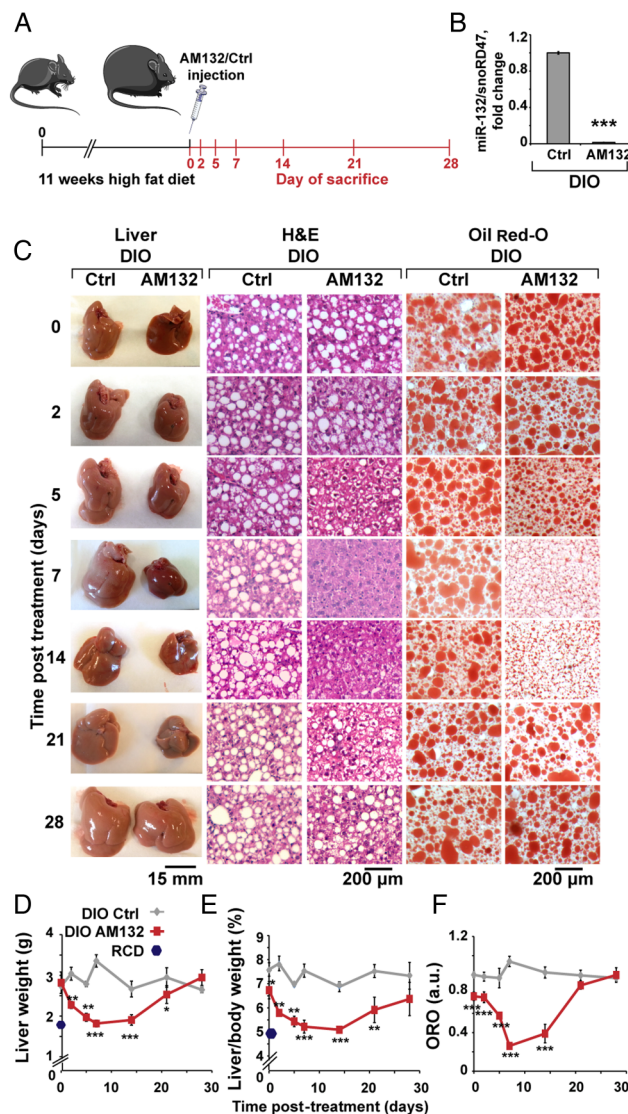 A
AM132/Ctrl
injection
0
0 2 5 7 14 21 28
11 weeks high fat diet
Day of sacrifice
B
miR-132/snoRD47,
fold change
1.2
0.8
0.4
0
***
Ctrl AM132
DIO
C
Liver
DIO
Ctrl AM132
H&E
DIO
Ctrl AM132
Oil Red-O
DIO
Ctrl AM132
Time post treatment (days)
0
2
5
7
14
21
28
15 mm
200 µm
200 µm
D
DIO Ctrl
DIO AM132
RCD
Liver weight (g)
4
3
2
1
0
** ** *** *** *
0 10 20 30
E
Liver/body weight (%)
9
8
7
6
5
4
0
* ** ** *** *** **
0 10 20 30
F
ORO (a.u.)
1.2
0.8
0.4
0
*** *** *** *** ***
0 10 20 30
Time post-treatment (days)